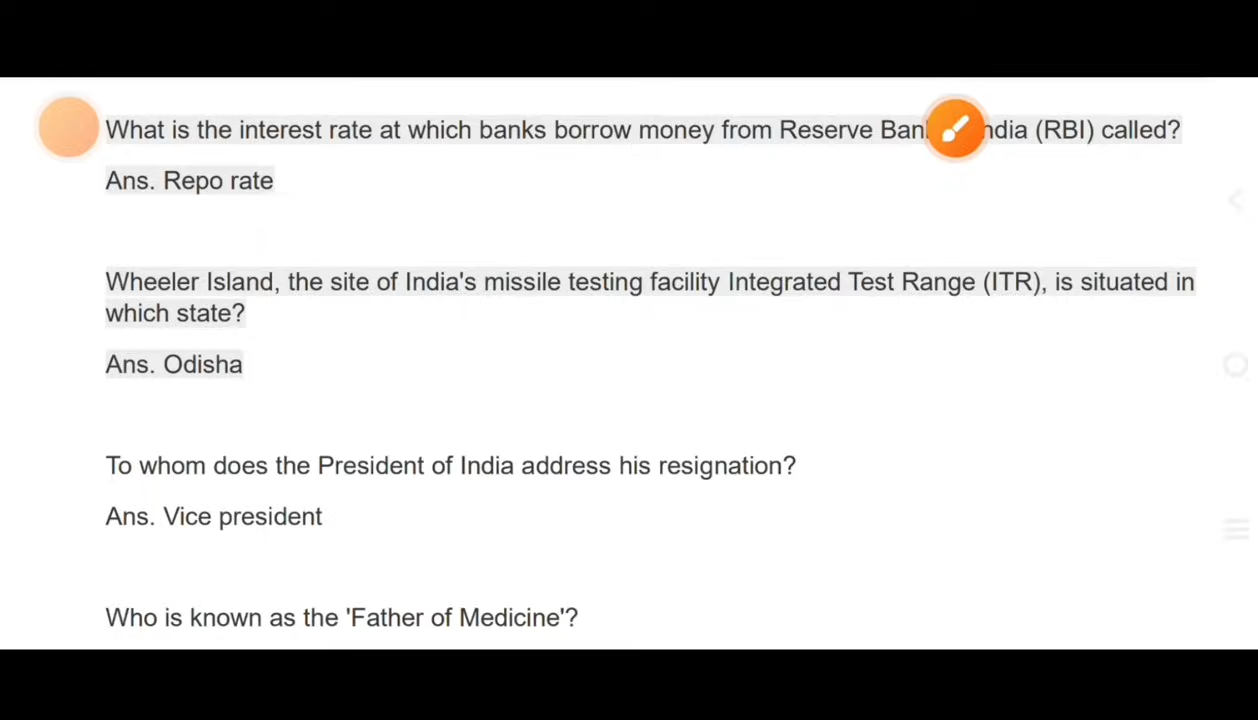 What is the interest rate at which banks borrow money from Reserve Ban ndia (RBI) called?
Ans. Repo rate
Wheeler Island, the site of India's missile testing facility Integrated Test Range (ITR), is situated in
which state?
Ans. Odisha
To whom does the President of India address his resignation?
Ans. Vice president
Who is known as the 'Father of Medicine'?